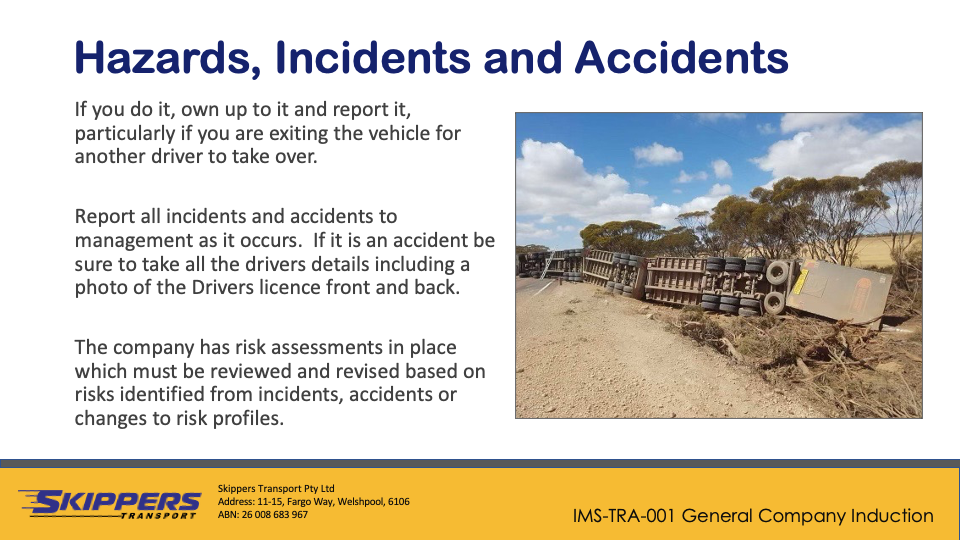 Hazards, Incidents and Accidents
If you do it, own up to it and report it,
particularly if you are exiting the vehicle for
another driver to take over.
Report all incidents and accidents to
management as it occurs.  If it is an accident be
sure to take all the drivers details including a
photo of the Drivers licence front and back.
The company has risk assessments in place
which must be reviewed and revised based on
risks identified from incidents, accidents or
changes to risk profiles.
SKIPPERS
TRANSPORT
Skippers Transport Pty Ltd
Address: 11-15, Fargo Way, Welshpool, 6106
ABN: 26 008 683 967
IMS-TRA-001 General Company Induction